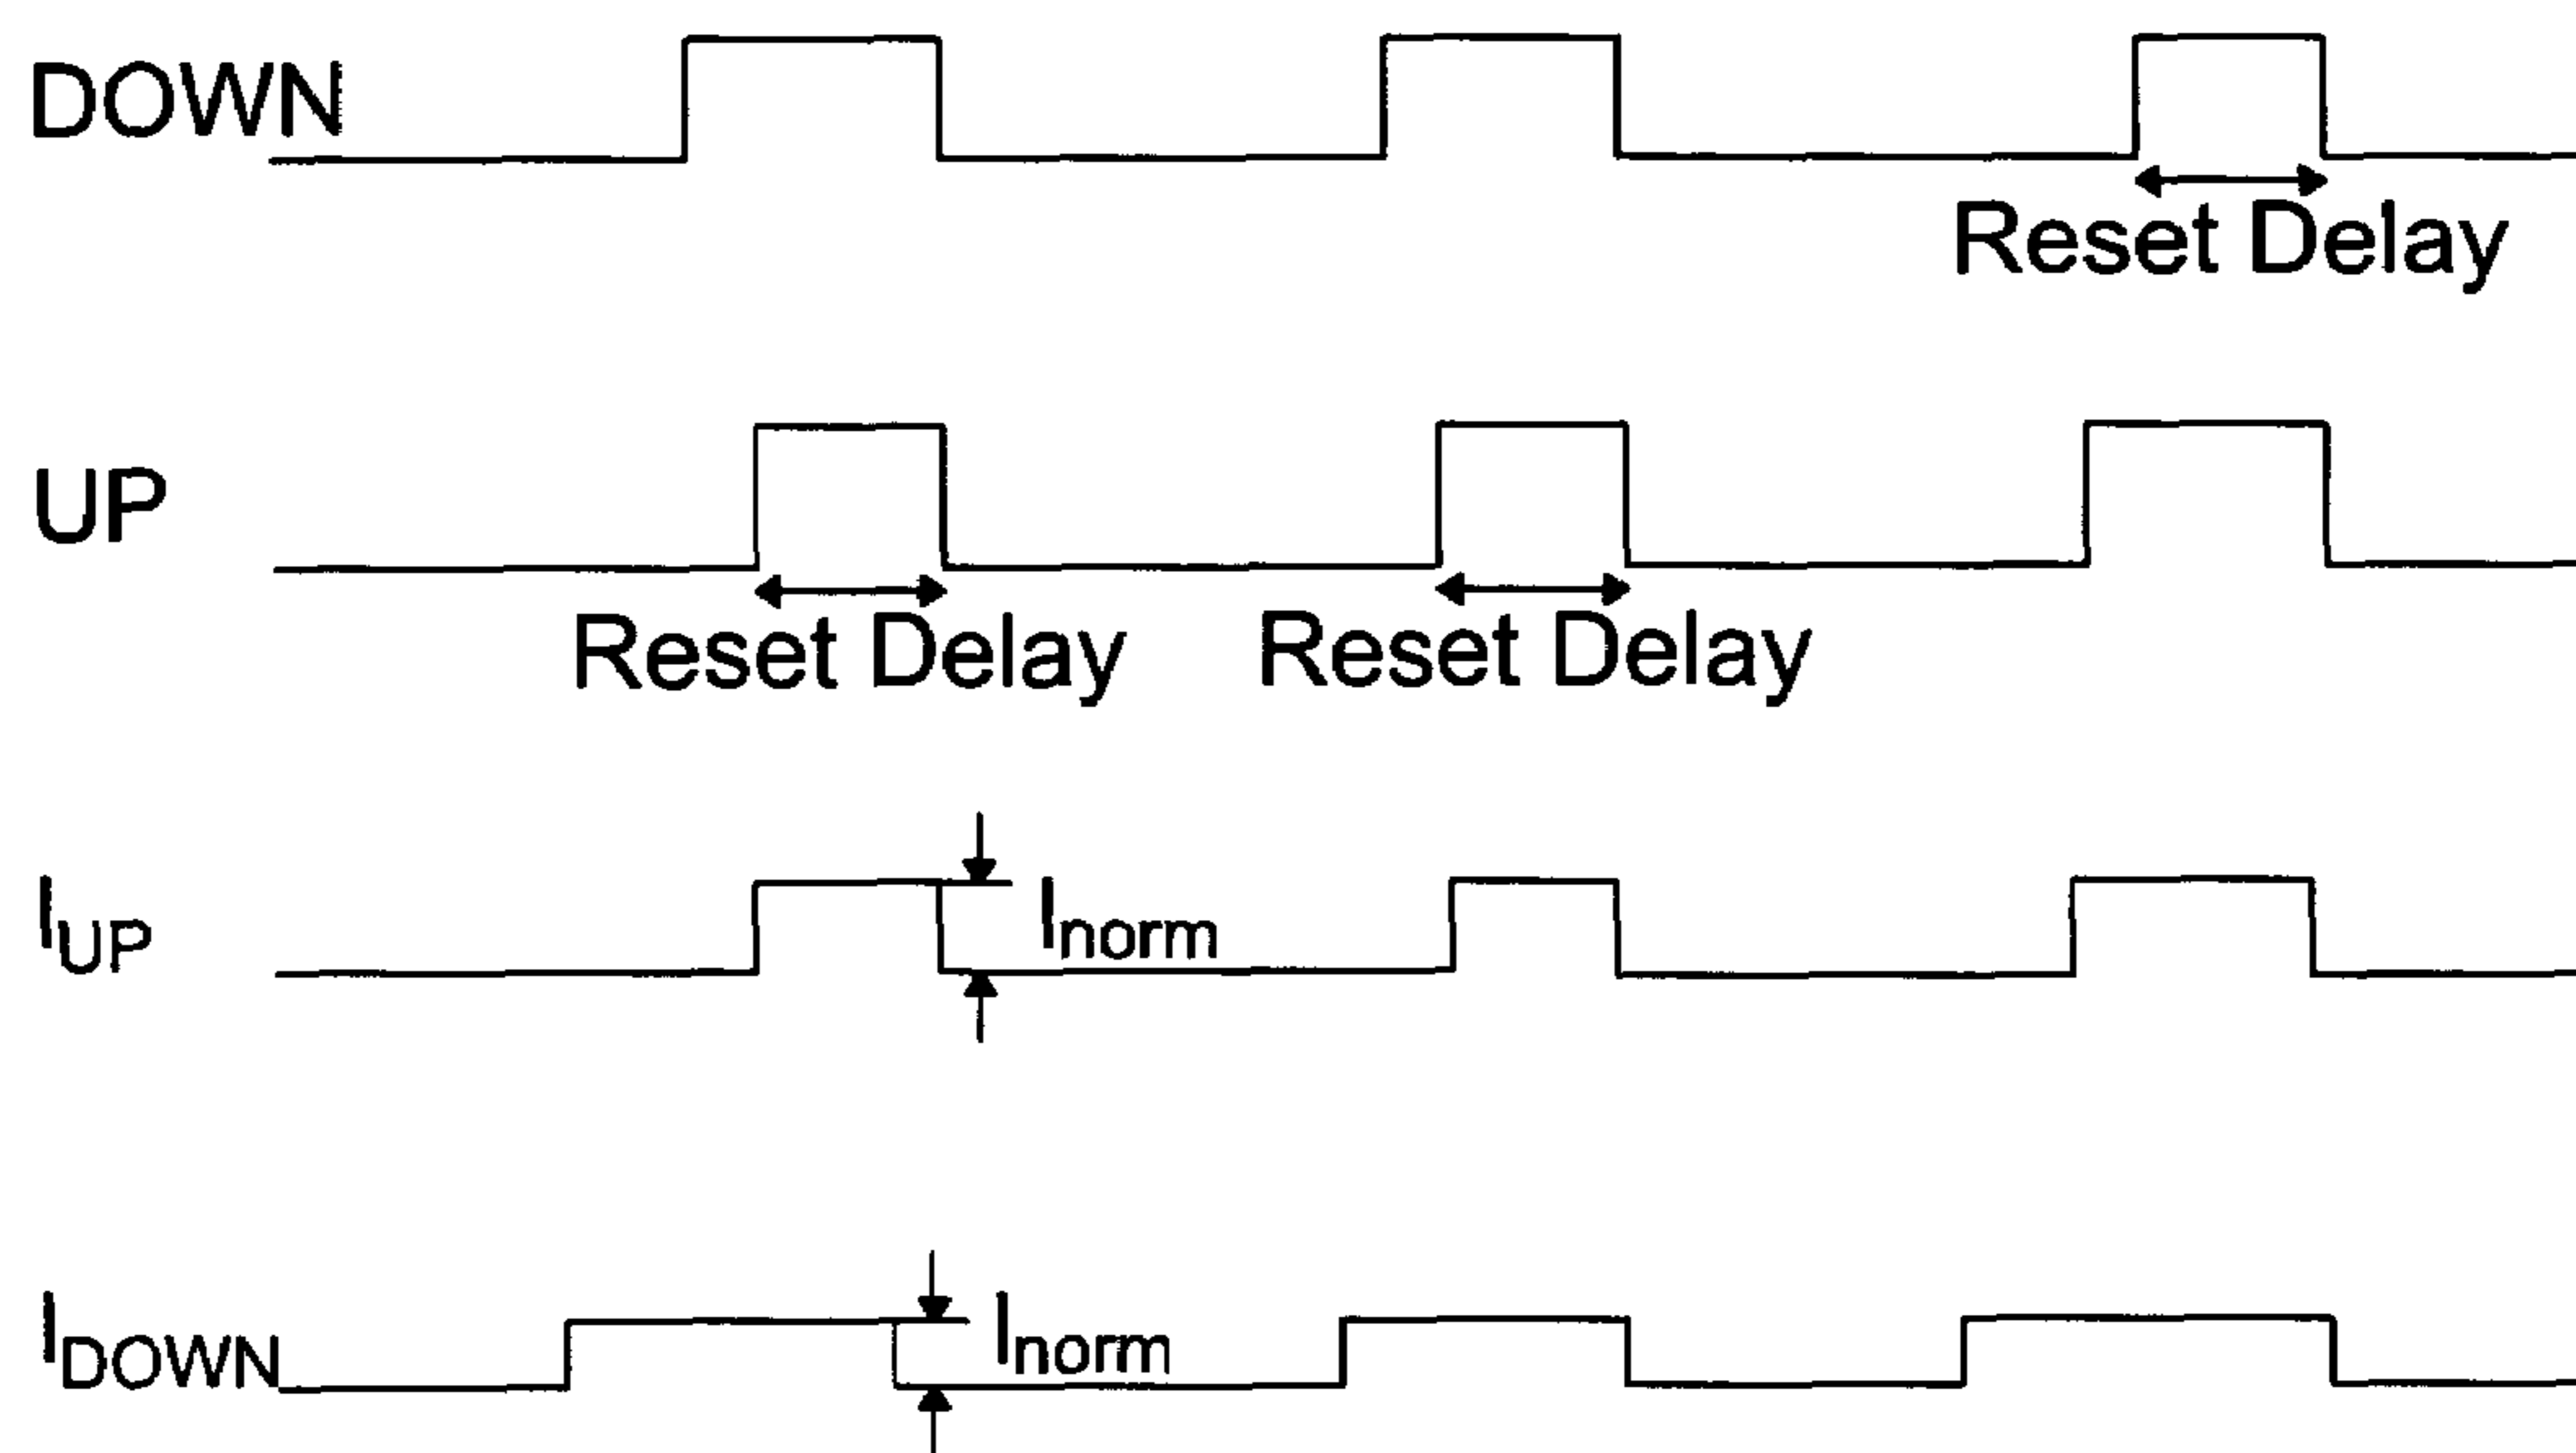 DOWN
Reset Delay
UP
Reset Delay Reset Delay
IUP
Inorm
IDOWN
Inorm